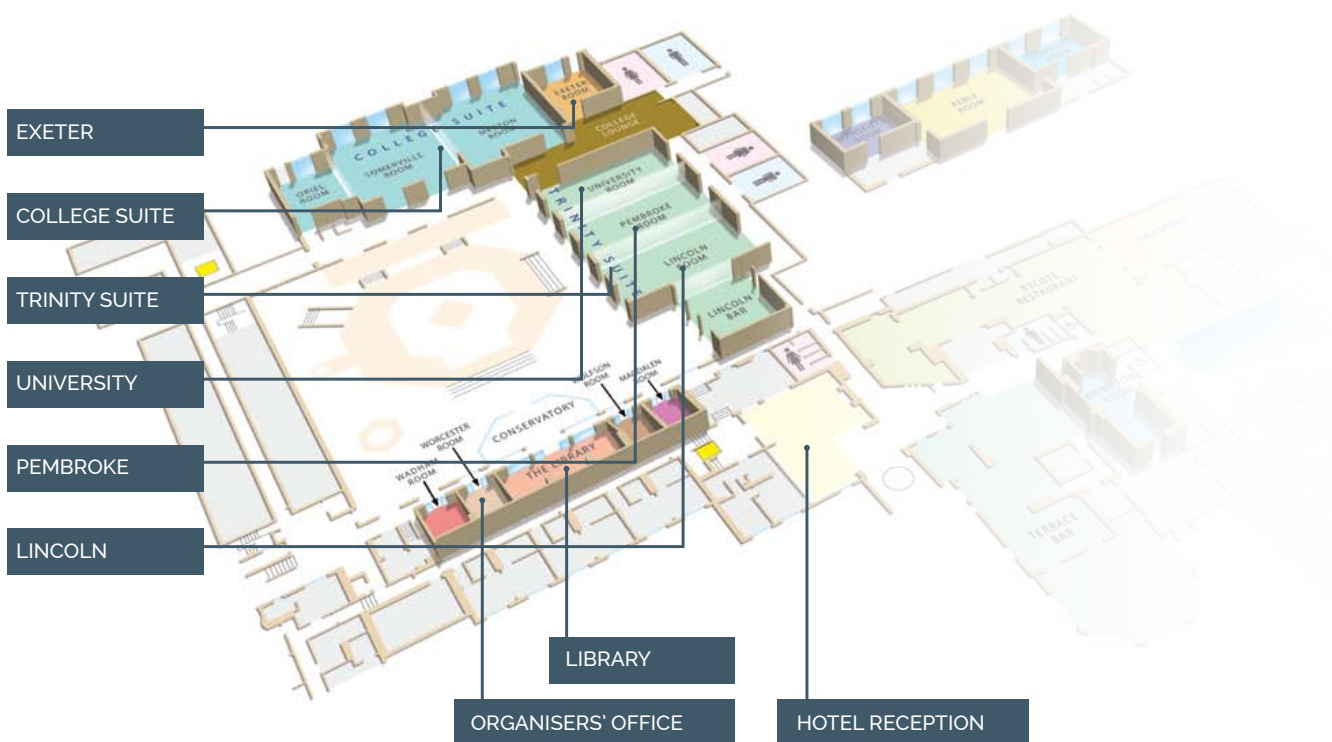 EXETER
COLLEGE SUITE
TRINITY SUITE
UNIVERSITY
PEMBROKE
LINCOLN
LIBRARY
ORGANISERS' OFFICE
HOTEL RECEPTION
COLLEGE SUITE
ORIEL
ROOM
SOMERVILLE
ROOM
MERTON
ROOM
EXETER
ROOM
COLLEGE
LOUNGE
TRINITY SUITE
UNIVERSITY
ROOM
PEMBROKE
ROOM
LINCOLN
ROOM
LINCOLN
BAR
KEBLE
ROOM
RYCOTE
RESTAURANT
TERRACE
BAR
ROOM
WOLFSON
ROOM
MAGDALEN
ROOM
CONSERVATORY
WORCESTER
ROOM
WADHAM
ROOM
THE LIBRARY